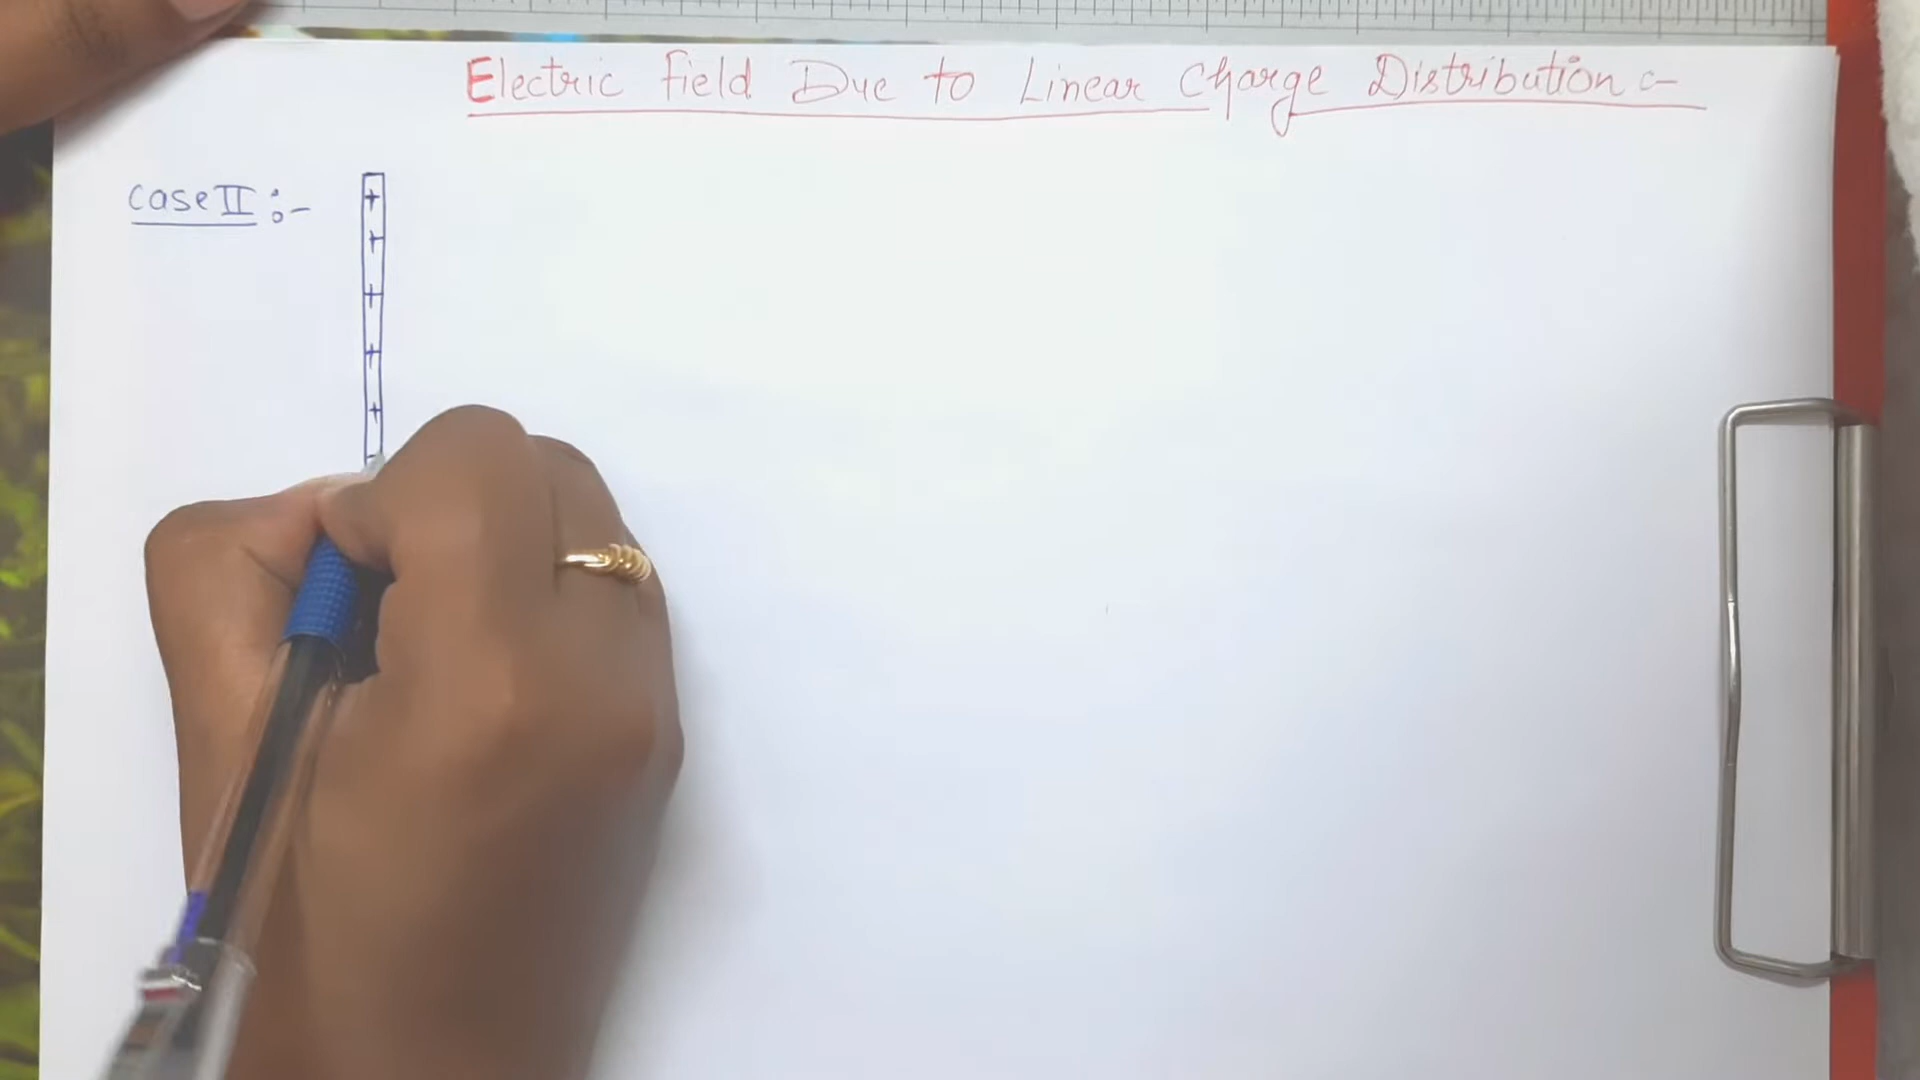 Electric field Due to Linear Charge Distribution :-
Case II :-
+
+
+
+
+